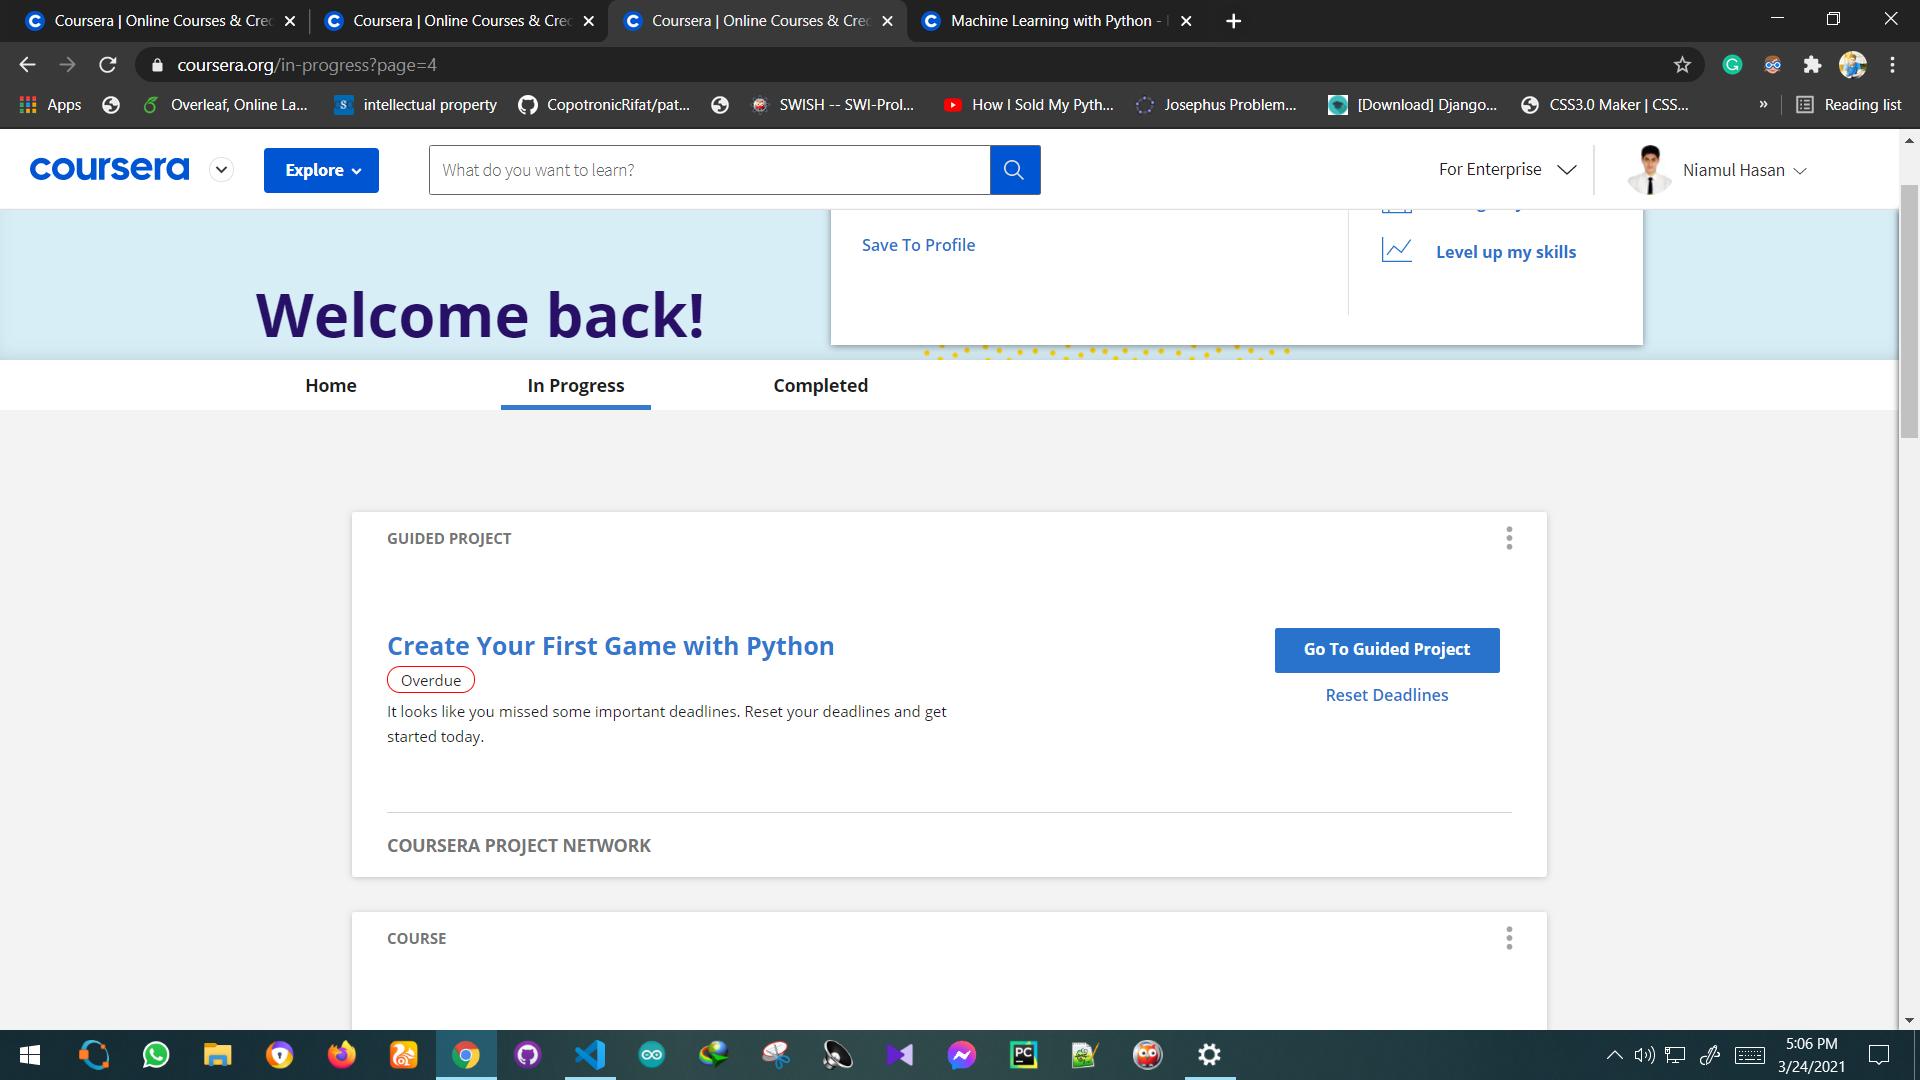 Coursera | Online Courses & Cre
Coursera | Online Courses & Cre
Coursera | Online Courses & Cre
Machine Learning with Python -
coursera.org/in-progress?page=4
Apps
Overleaf, Online La...
intellectual property
CopotronicRifat/pat...
SWISH -- SWI-Prol...
How I Sold My Pyth...
Josephus Problem...
[Download] Django...
CSS3.0 Maker | CSS...
»
Reading list
coursera
Explore
What do you want to learn?
For Enterprise
Niamul Hasan
Save To Profile
Level up my skills
Welcome back!
Home
In Progress
Completed
GUIDED PROJECT
Create Your First Game with Python
Overdue
It looks like you missed some important deadlines. Reset your deadlines and get
started today.
Go To Guided Project
Reset Deadlines
COURSERA PROJECT NETWORK
COURSE
5:06 PM
3/24/2021